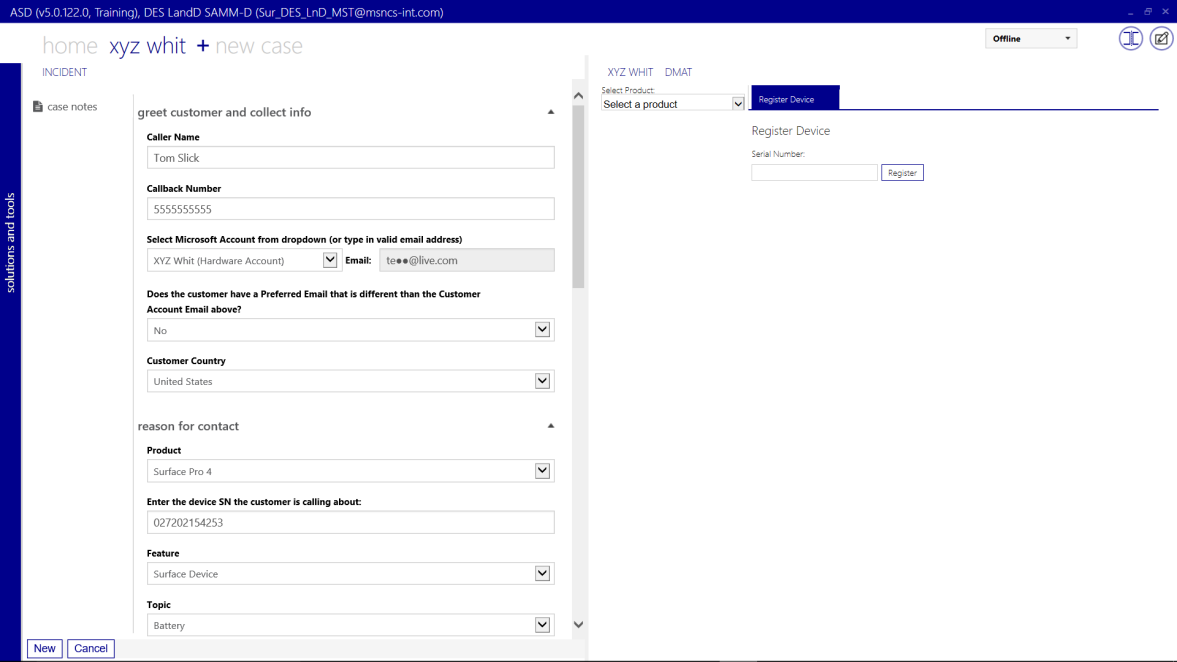 ASD (v5.0.122.0, Training), DES LandD SAMM-D (Sur_DES_LnD_MST@msncs-int.com)
home xyz whit + new case
Offline
INCIDENT
solutions and tools
case notes
greet customer and collect info
Caller Name
Tom Slick
Callback Number
5555555555
Select Microsoft Account from dropdown (or type in valid email address)
XYZ Whit (Hardware Account) Email: te●●@live.com
Does the customer have a Preferred Email that is different than the Customer
Account Email above?
No
Customer Country
United States
reason for contact
Product
Surface Pro 4
Enter the device SN the customer is calling about:
027202154253
Feature
Surface Device
Topic
Battery
New Cancel
XYZ WHIT DMAT
Select Product:
Select a product
Register Device
Register Device
Serial Number:
Register